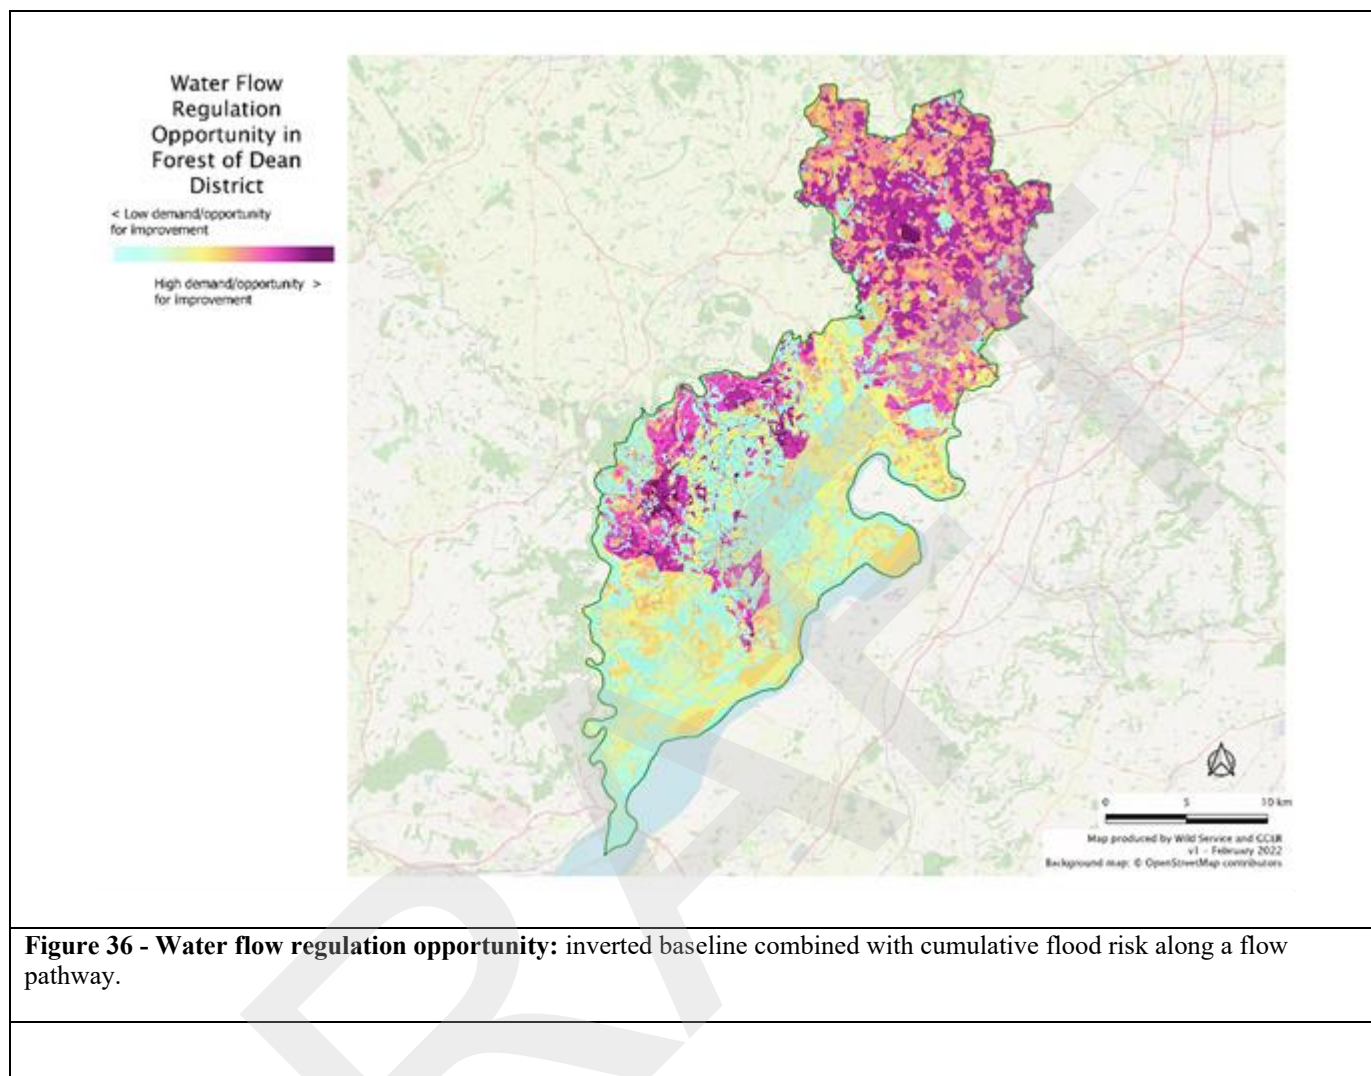 Water Flow
Regulation
Opportunity in
Forest of Dean
District
< Low demand/opportunity
for improvement
High demand/opportunity >
for improvement
0 5 10 km
Map produced by Wild Service and GCER
v1 - February 2022
Background map: © OpenStreetMap contributors
Figure 36 - Water flow regulation opportunity: inverted baseline combined with cumulative flood risk along a flow
pathway.